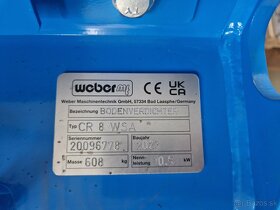 weber mt CE UK CA
Weber Maschinentechnik GmbH, 57334 Bad Laasphe/Germany
Bezeichnung BODENVERDICHTER
Typ CR 8 WSA
Seriennummer Baujahr
20096778
Masse 608 kg Nenn-leistung kW
bazos.sk